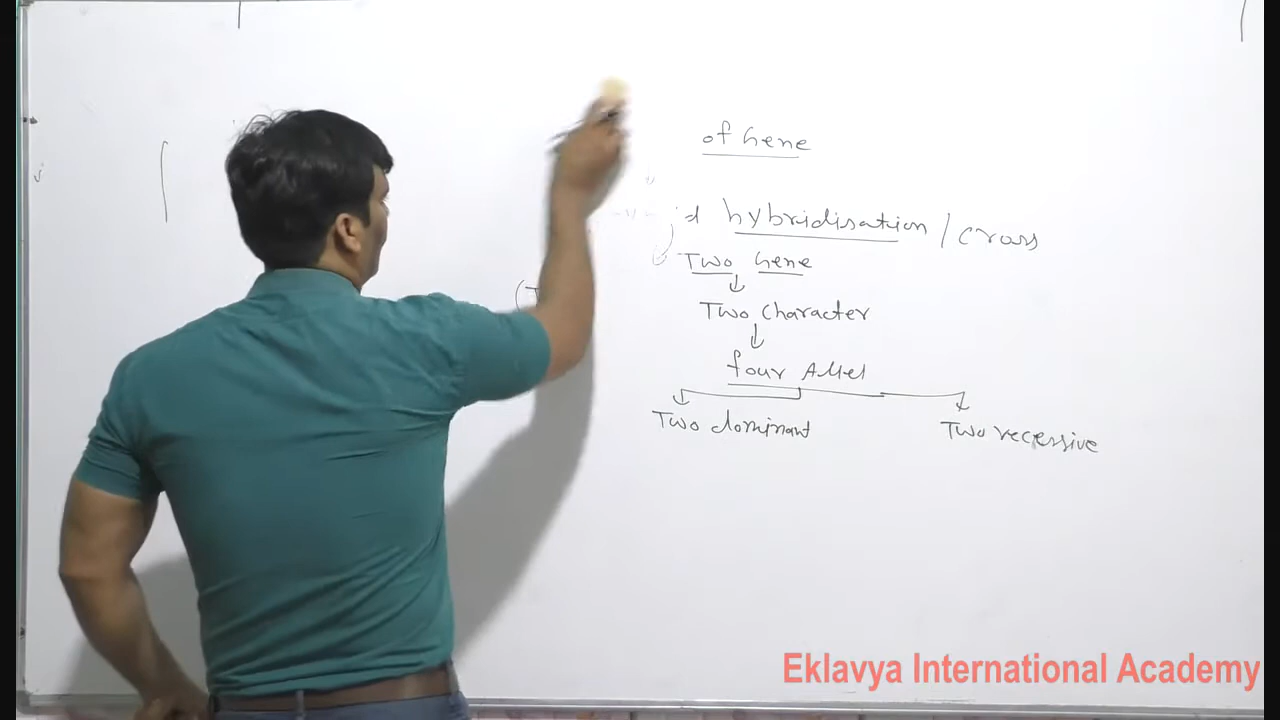 of Gene
d hybridisation / cross
Two Gene
Two character
four Allel
Two dominant Two recessive
Eklavya International Academy